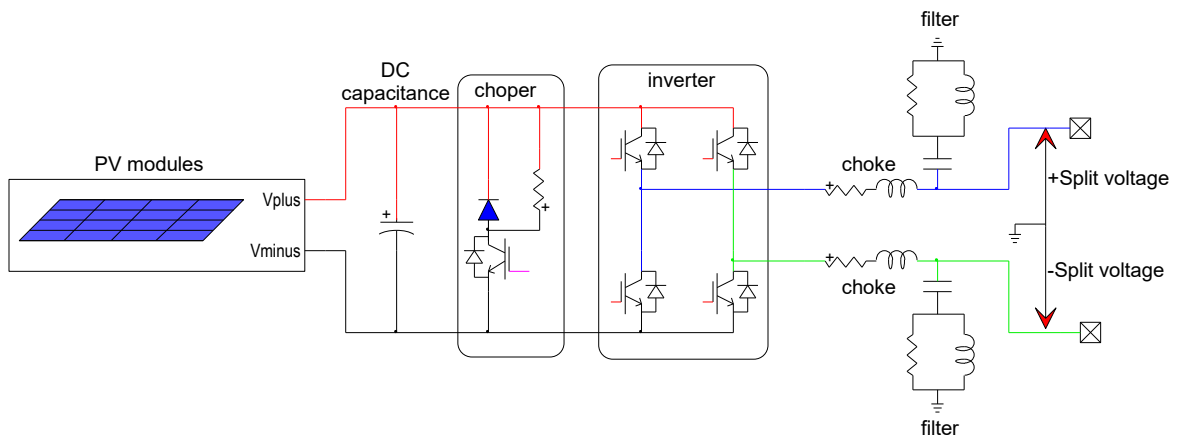 filter
DC
capacitance
choper
inverter
PV modules
Vplus
Vminus
+
+
choke
+
+Split voltage
+
choke
-Split voltage
filter